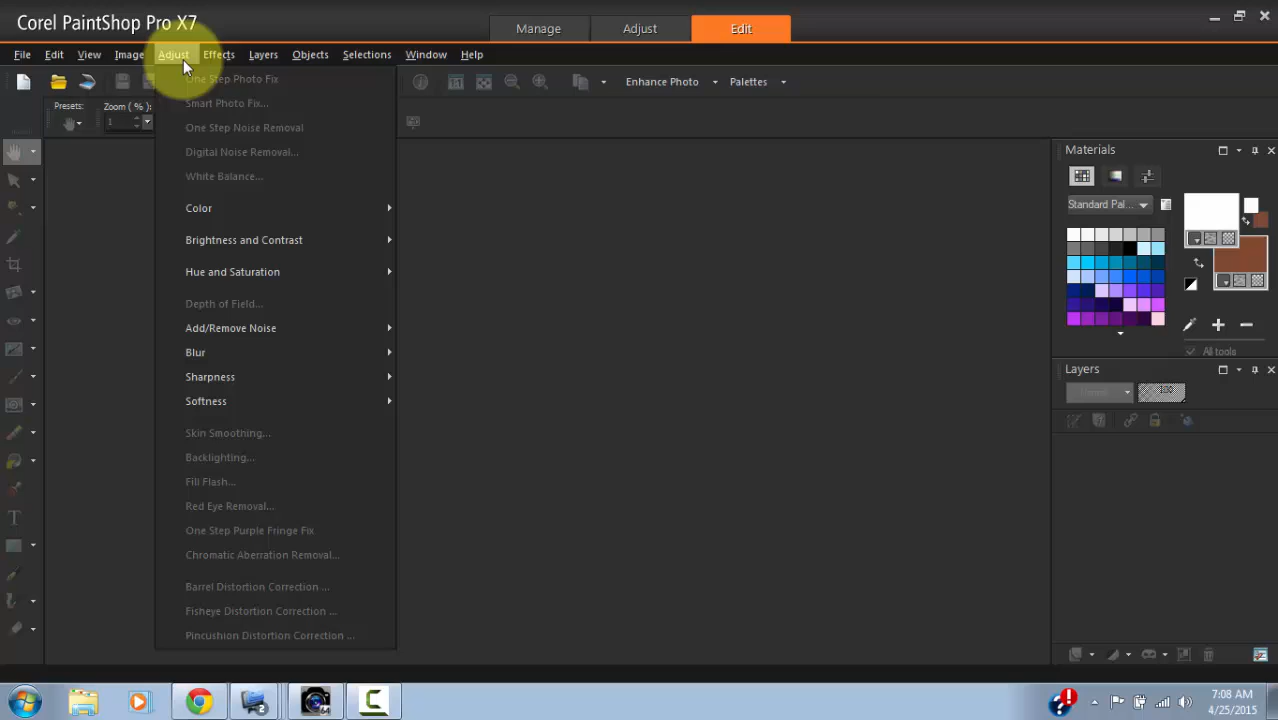 Corel PaintShop Pro X7
Manage Adjust Edit
File Edit View Image Adjust Effects Layers Objects Selections Window Help
Enhance Photo Palettes
Presets: Zoom ( % ):
1
One Step Photo Fix
Smart Photo Fix...
One Step Noise Removal
Digital Noise Removal...
White Balance...
Color
Brightness and Contrast
Hue and Saturation
Depth of Field...
Add/Remove Noise
Blur
Sharpness
Softness
Skin Smoothing...
Backlighting...
Fill Flash...
Red Eye Removal...
One Step Purple Fringe Fix
Chromatic Aberration Removal...
Barrel Distortion Correction ...
Fisheye Distortion Correction ...
Pincushion Distortion Correction ...
Materials
Standard Pal...
All tools
Layers
Normal 100
7:08 AM
4/25/2015